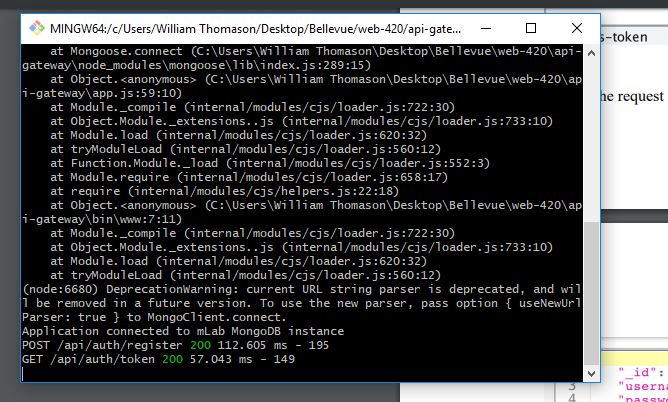 MINGW64:/c/Users/William Thomason/Desktop/Bellevue/web-420/api-gate...
at Mongoose.connect (C:\Users\William Thomason\Desktop\Bellevue\web-420\api-
gateway\node_modules\mongoose\lib\index.js:289:15)
at Object.<anonymous> (C:\Users\William Thomason\Desktop\Bellevue\web-420\ap
i-gateway\app.js:59:10)
at Module._compile (internal/modules/cjs/loader.js:722:30)
at Object.Module._extensions..js (internal/modules/cjs/loader.js:733:10)
at Module.load (internal/modules/cjs/loader.js:620:32)
at tryModuleLoad (internal/modules/cjs/loader.js:560:12)
at Function.Module._load (internal/modules/cjs/loader.js:552:3)
at Module.require (internal/modules/cjs/loader.js:658:17)
at require (internal/modules/cjs/helpers.js:22:18)
at Object.<anonymous> (C:\Users\William Thomason\Desktop\Bellevue\web-420\ap
i-gateway\bin\www:7:11)
at Module._compile (internal/modules/cjs/loader.js:722:30)
at Object.Module._extensions..js (internal/modules/cjs/loader.js:733:10)
at Module.load (internal/modules/cjs/loader.js:620:32)
at tryModuleLoad (internal/modules/cjs/loader.js:560:12)
(node:6680) DeprecationWarning: current URL string parser is deprecated, and wil
l be removed in a future version. To use the new parser, pass option { useNewUrl
Parser: true } to MongoClient.connect.
Application connected to mLab MongoDB instance
POST /api/auth/register 200 112.605 ms - 195
GET /api/auth/token 200 57.043 ms - 149
s-token
he request
"_id":
3 "userna
4 "passwo